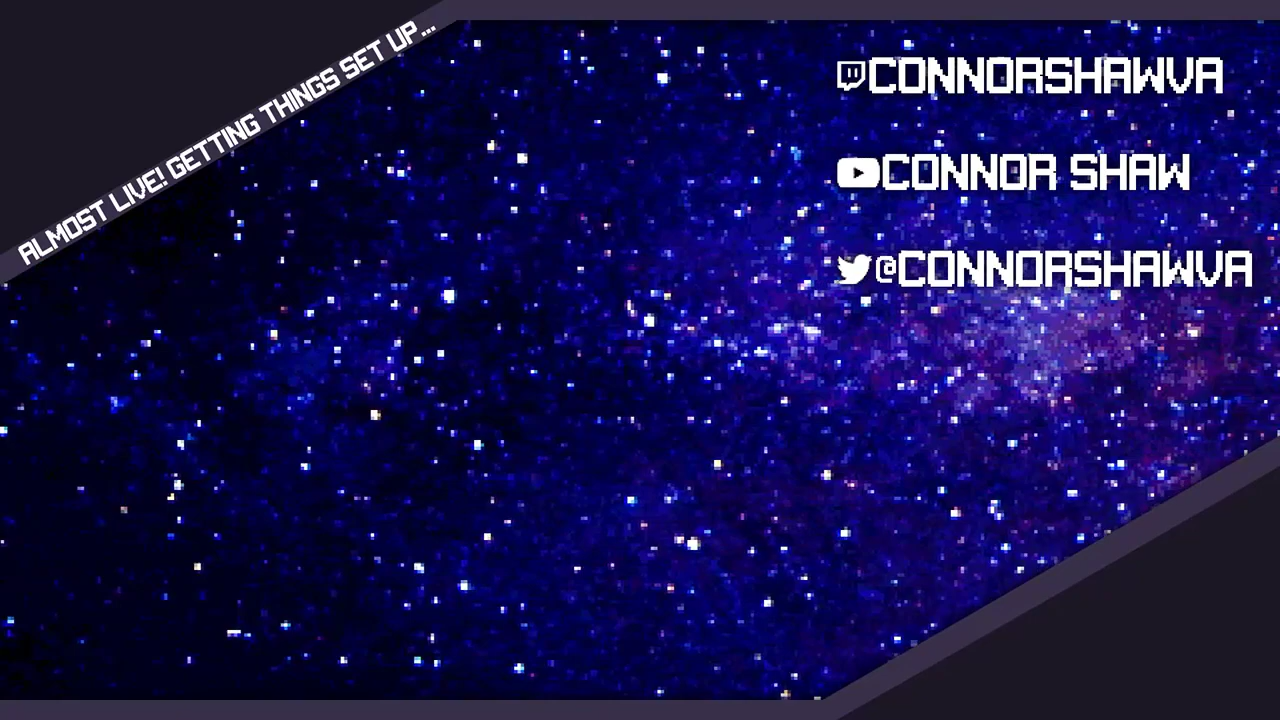 ALMOST LIVE! GETTING THINGS SET UP...
CONNORSHAWVA
CONNOR SHAW
@CONNORSHAWVA